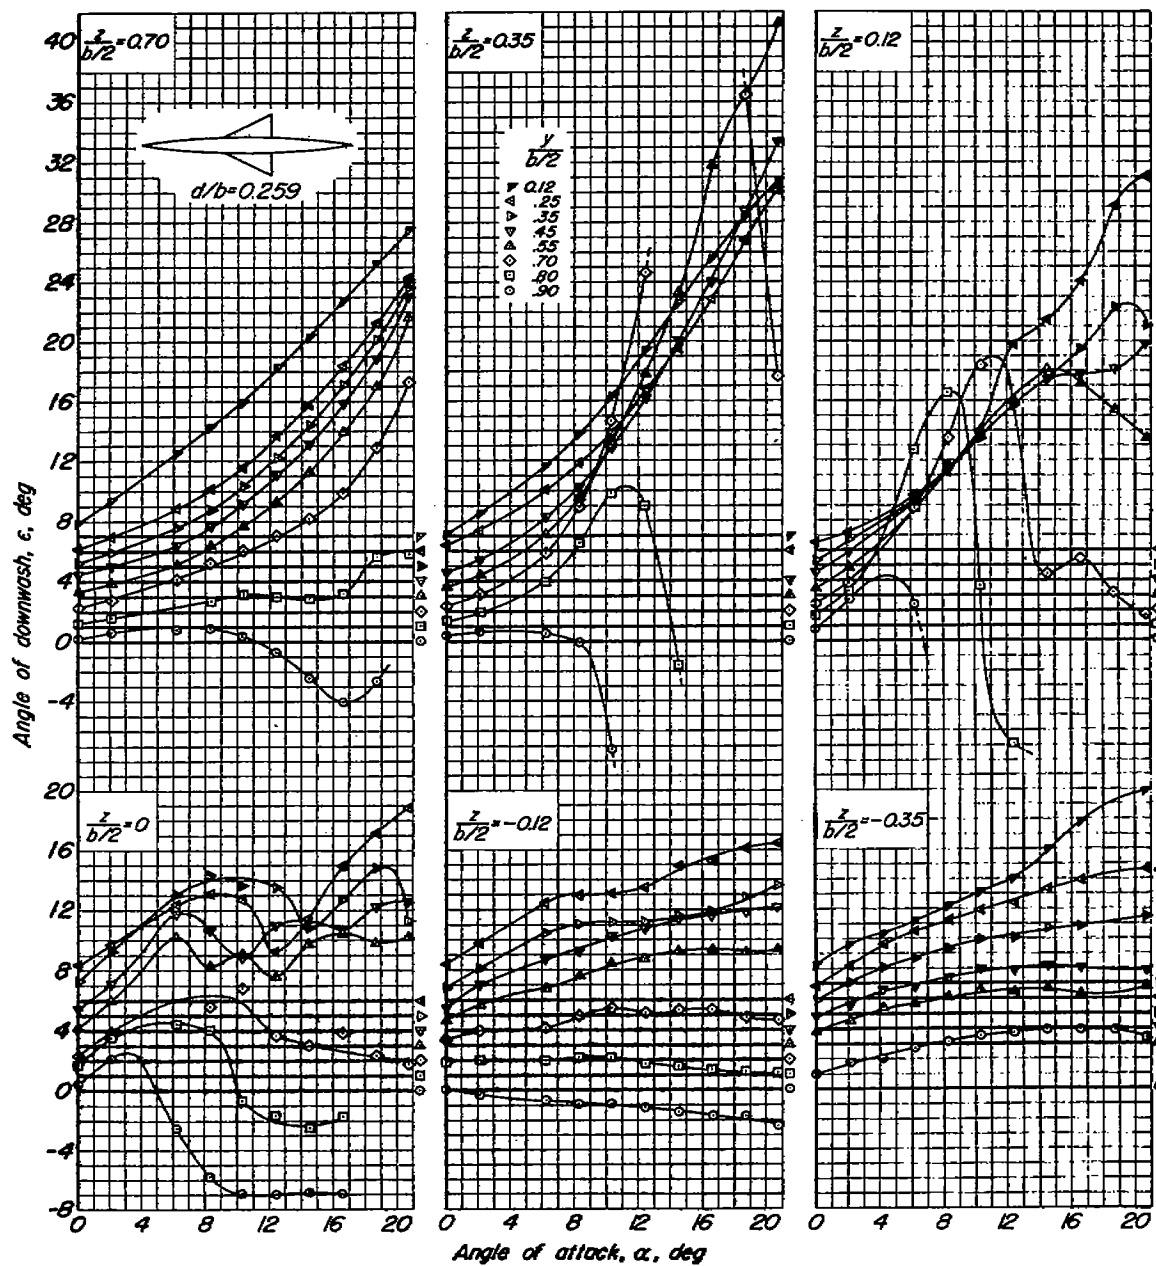 z/b/2 = 0.70
z/b/2 = 0.35
z/b/2 = 0.12
40
36
32
28
24
20
16
12
8
4
0
-4
d/b = 0.259
y/b/2
0.12
.25
.35
.45
.55
.70
.80
.90
Angle of downwash, ε, deg
z/b/2 = 0
z/b/2 = -0.12
z/b/2 = -0.35
20
16
12
8
4
0
-4
-8
0 4 8 12 16 20
0 4 8 12 16 20
0 4 8 12 16 20
Angle of attack, α, deg